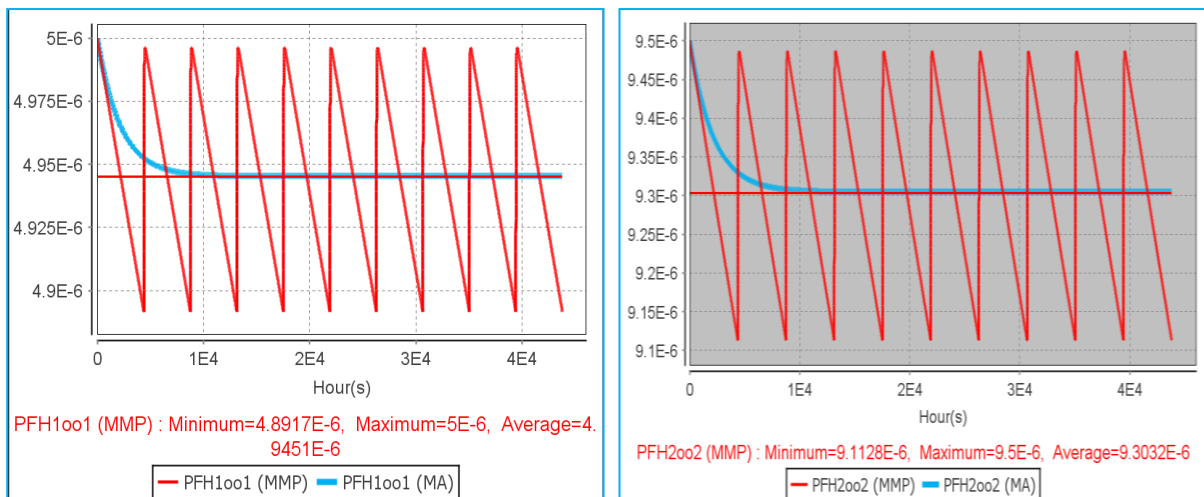 5E-6
4.975E-6
4.95E-6
4.925E-6
4.9E-6
0 1E4 2E4 3E4 4E4
Hour(s)
PFH1oo1 (MMP) : Minimum=4.8917E-6, Maximum=5E-6, Average=4.
9451E-6
PFH1oo1 (MMP) PFH1oo1 (MA)
9.5E-6
9.45E-6
9.4E-6
9.35E-6
9.3E-6
9.25E-6
9.2E-6
9.15E-6
9.1E-6
0 1E4 2E4 3E4 4E4
Hour(s)
PFH2oo2 (MMP) : Minimum=9.1128E-6, Maximum=9.5E-6, Average=9.3032E-6
PFH2oo2 (MMP) PFH2oo2 (MA)